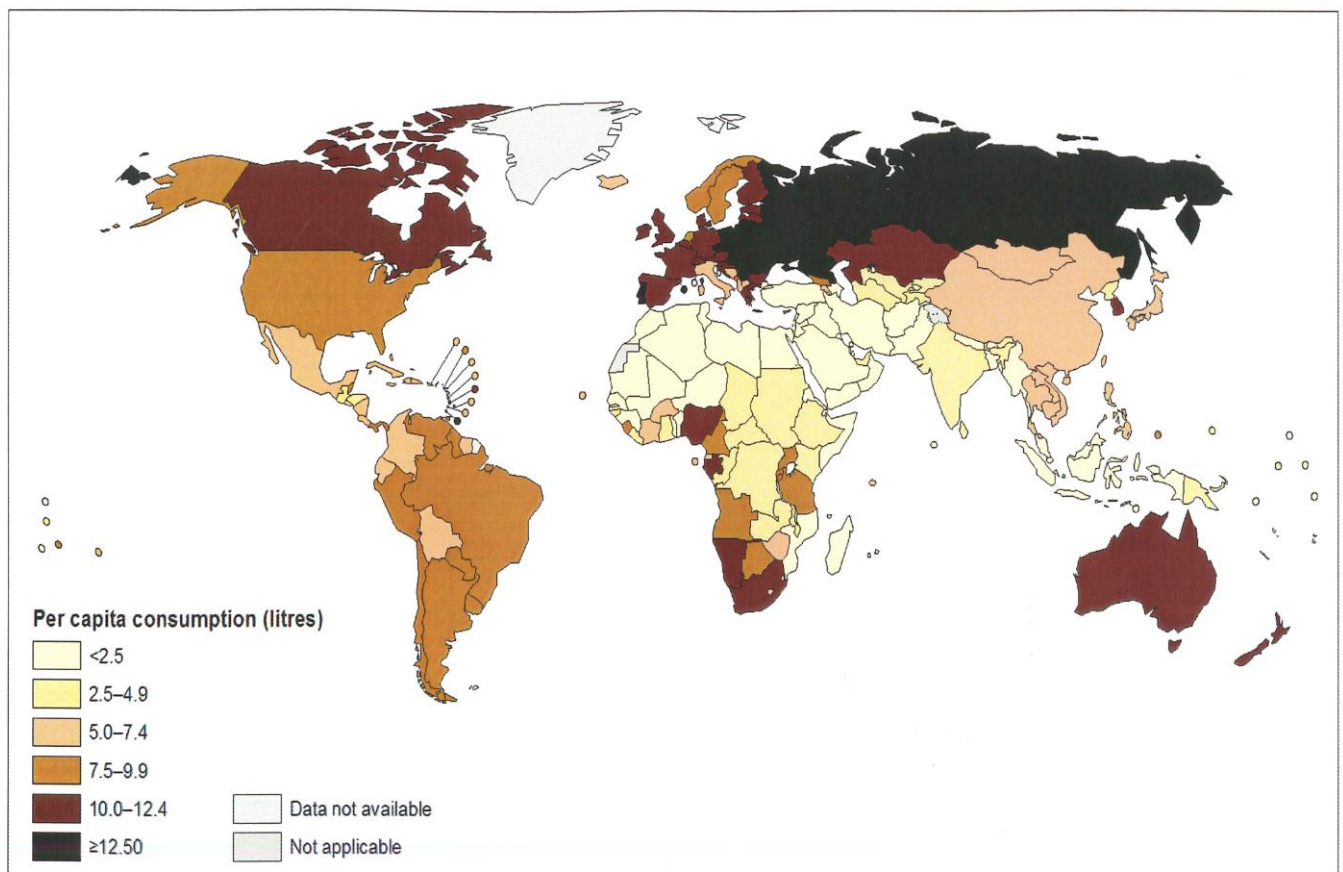 Per capita consumption (litres)
<2.5
2.5–4.9
5.0–7.4
7.5–9.9
10.0–12.4
≥12.50
Data not available
Not applicable